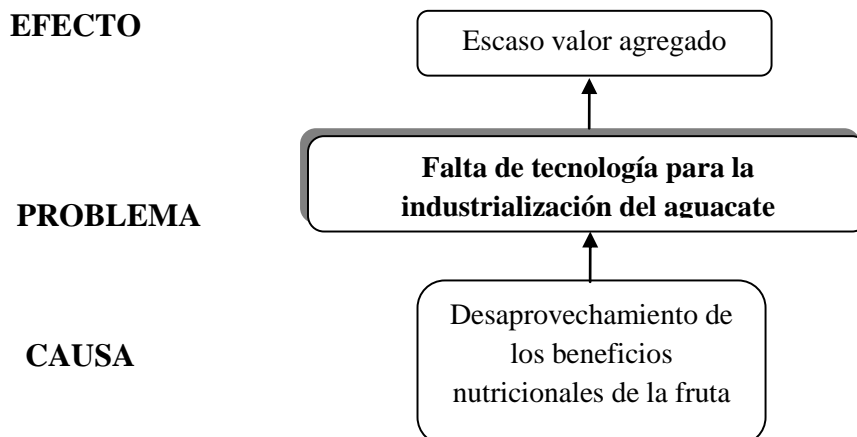 EFECTO
Escaso valor agregado
Falta de tecnología para la
industrialización del aguacate
PROBLEMA
Desaprovechamiento de
los beneficios
nutricionales de la fruta
CAUSA